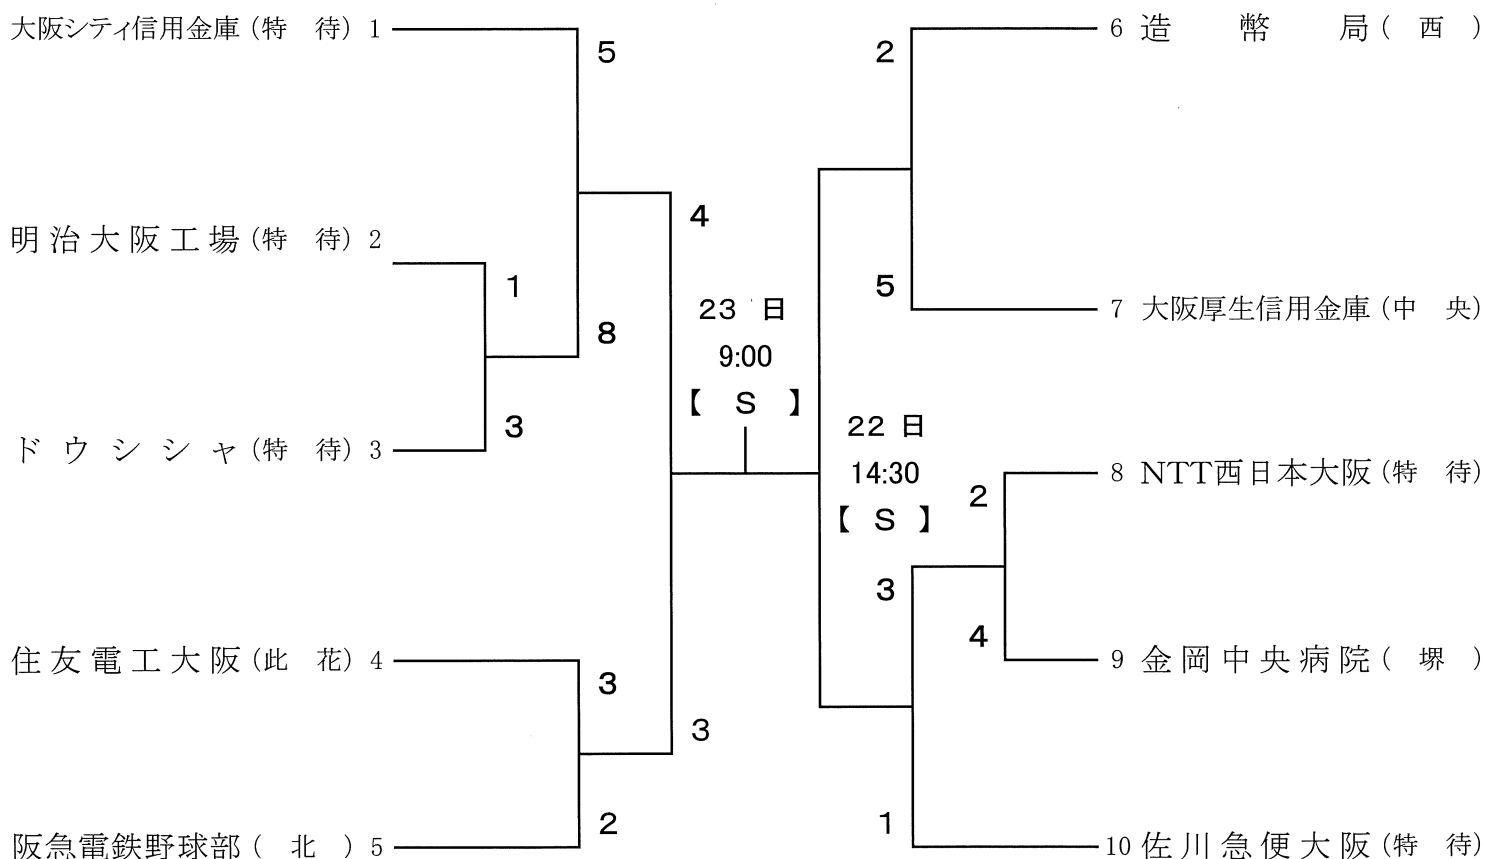 大阪シティ信用金庫(特 待) 1
5
明治大阪工場(特 待) 2
1
8
ドウシシャ(特 待) 3
3
4
住友電工大阪(此 花) 4
3
3
阪急電鉄野球部( 北 ) 5
2
23 日
9:00
【 S 】
22 日
14:30
【 S 】
6 造幣局( 西 )
2
5
7 大阪厚生信用金庫(中 央)
8 NTT西日本大阪(特 待)
2
3
4
9 金岡中央病院( 堺 )
1
10 佐川急便大阪(特 待)